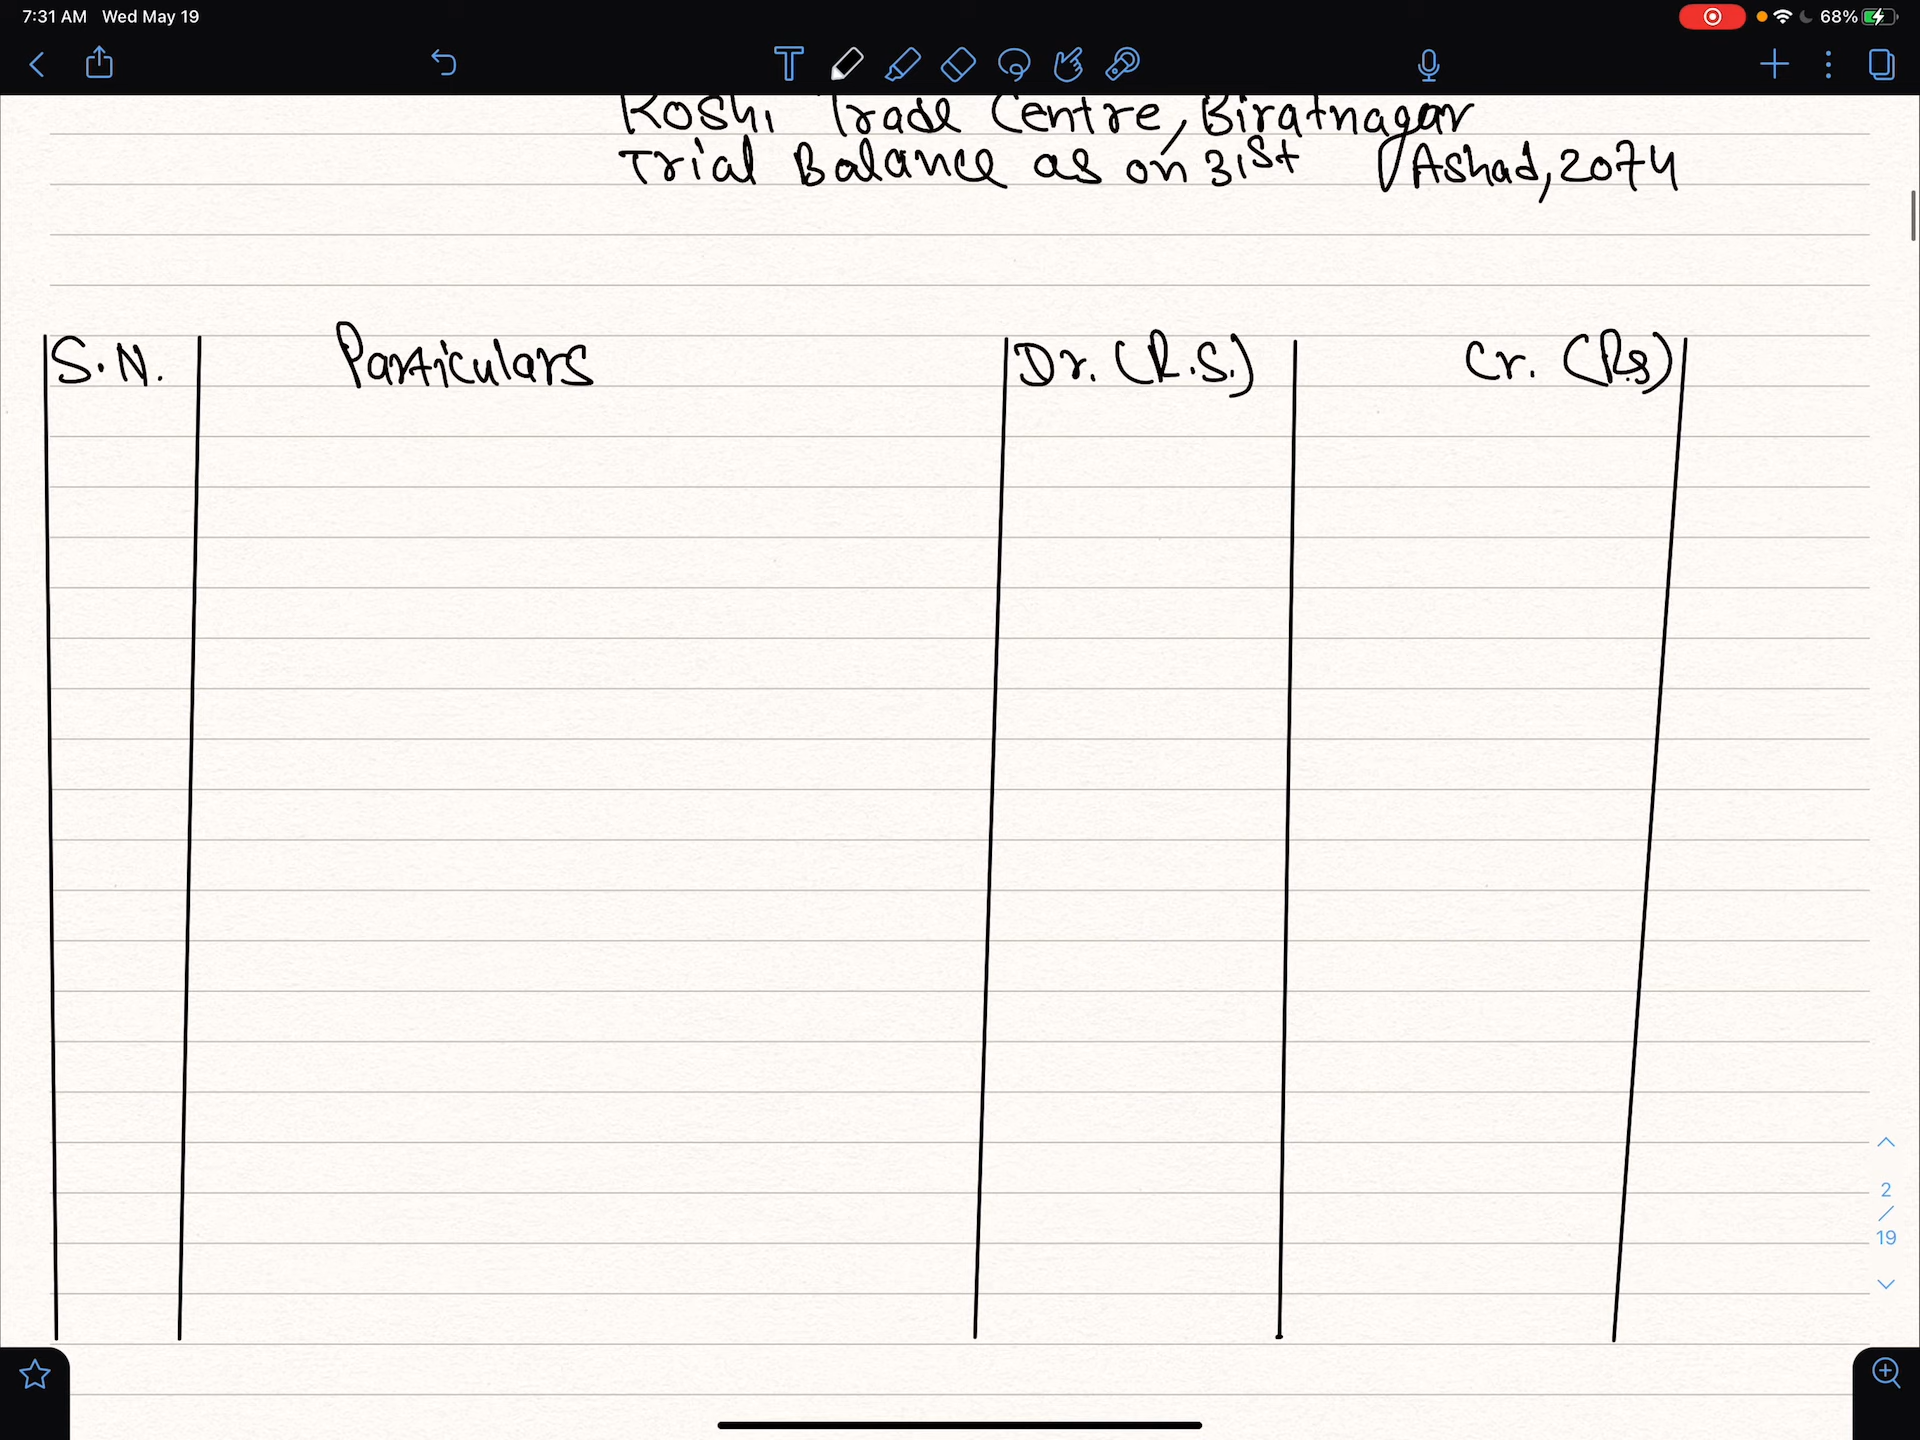 7:31 AM Wed May 19
68%
Koshi Trade Centre, Biratnagar
Trial Balance as on 31st Ashad, 2074
S.N. Particulars Dr. (R.S.) Cr. (Rs)
2
/
19